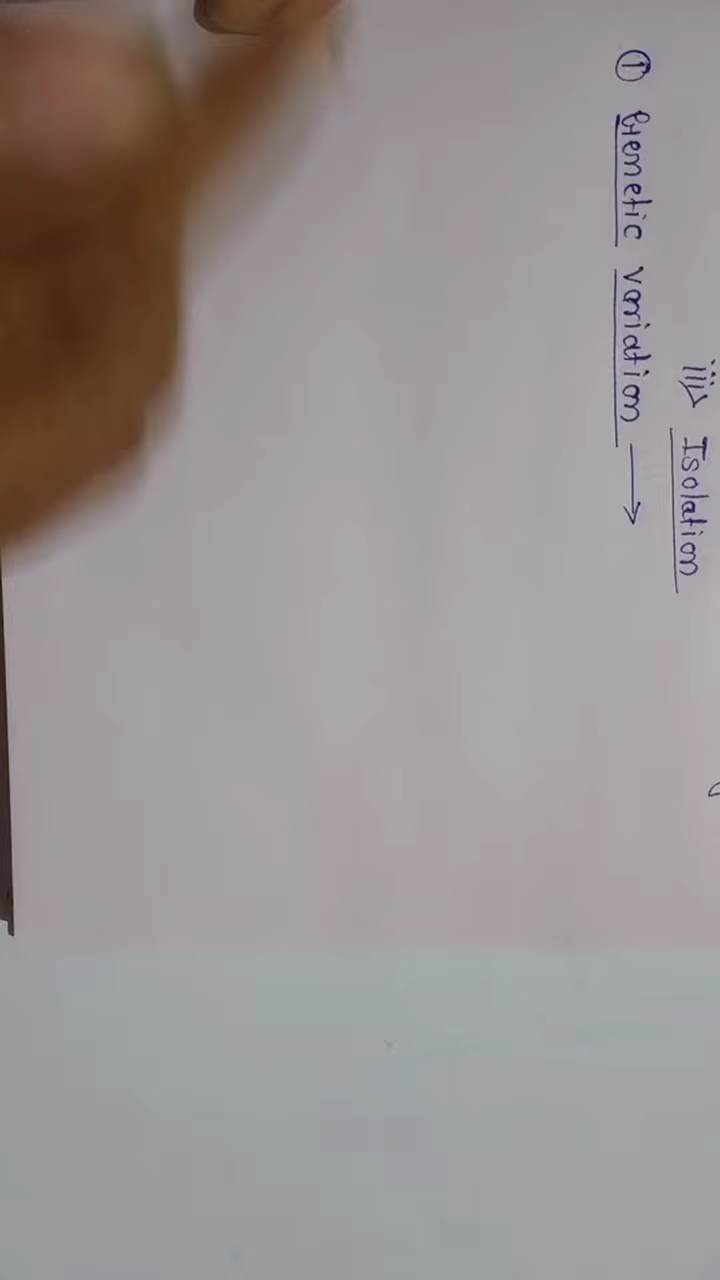 iii> Isolation
① Genetic variation →